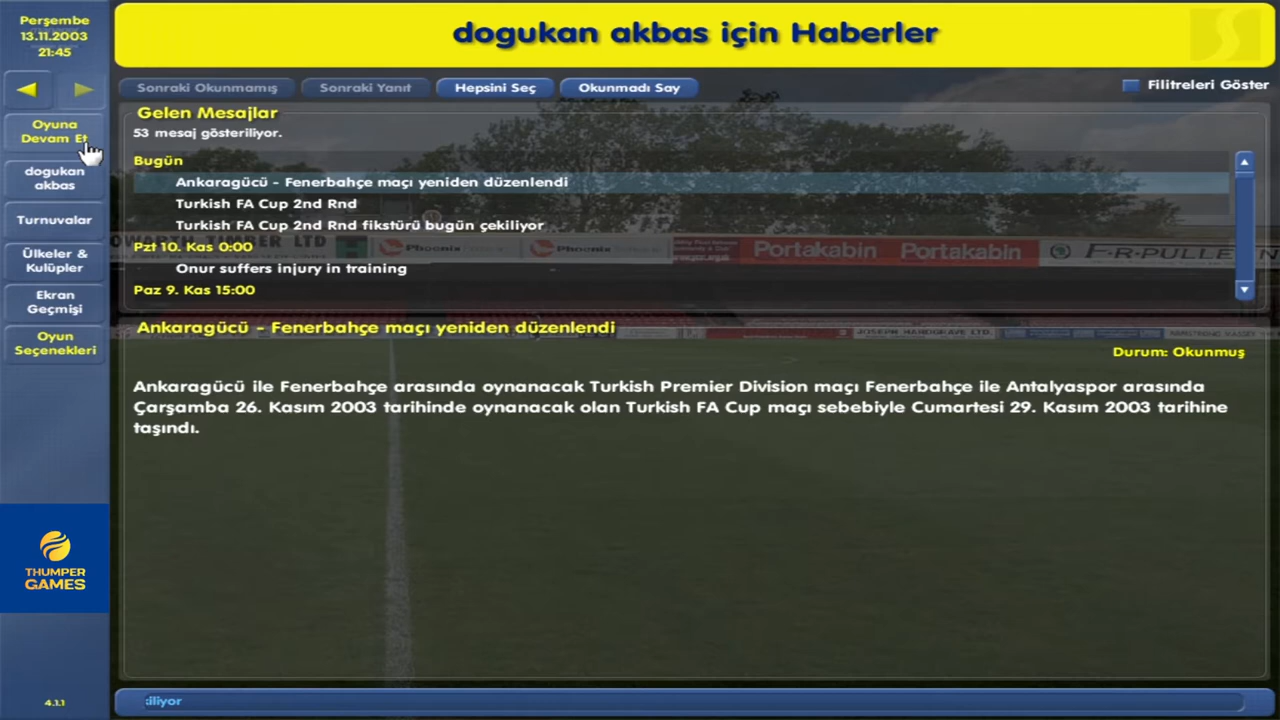 Perşembe
13.11.2003
21:45
dogukan akbas için Haberler
Sonraki Okunmamış
Sonraki Yanıt
Hepsini Seç
Okunmadı Say
Filitreleri Göster
Oyuna
Devam Et
dogukan
akbas
Turnuvalar
Ülkeler &
Kulüpler
Ekran
Geçmişi
Oyun
Seçenekleri
Gelen Mesajlar
53 mesaj gösteriliyor.
Bugün
Ankaragücü - Fenerbahçe maçı yeniden düzenlendi
Turkish FA Cup 2nd Rnd
Turkish FA Cup 2nd Rnd fikstürü bugün çekiliyor
Pzt 10. Kas 0:00
Onur suffers injury in training
Paz 9. Kas 15:00
TIMBER LTD
Phoenix
Portakabin
Portakabin
JOSEPH HARDGRAVE LTD.
Ankaragücü - Fenerbahçe maçı yeniden düzenlendi
Durum: Okunmuş
Ankaragücü ile Fenerbahçe arasında oynanacak Turkish Premier Division maçı Fenerbahçe ile Antalyaspor arasında
Çarşamba 26. Kasım 2003 tarihinde oynanacak olan Turkish FA Cup maçı sebebiyle Cumartesi 29. Kasım 2003 tarihine
taşındı.
THUMPER
GAMES
4.1.1
iliyor